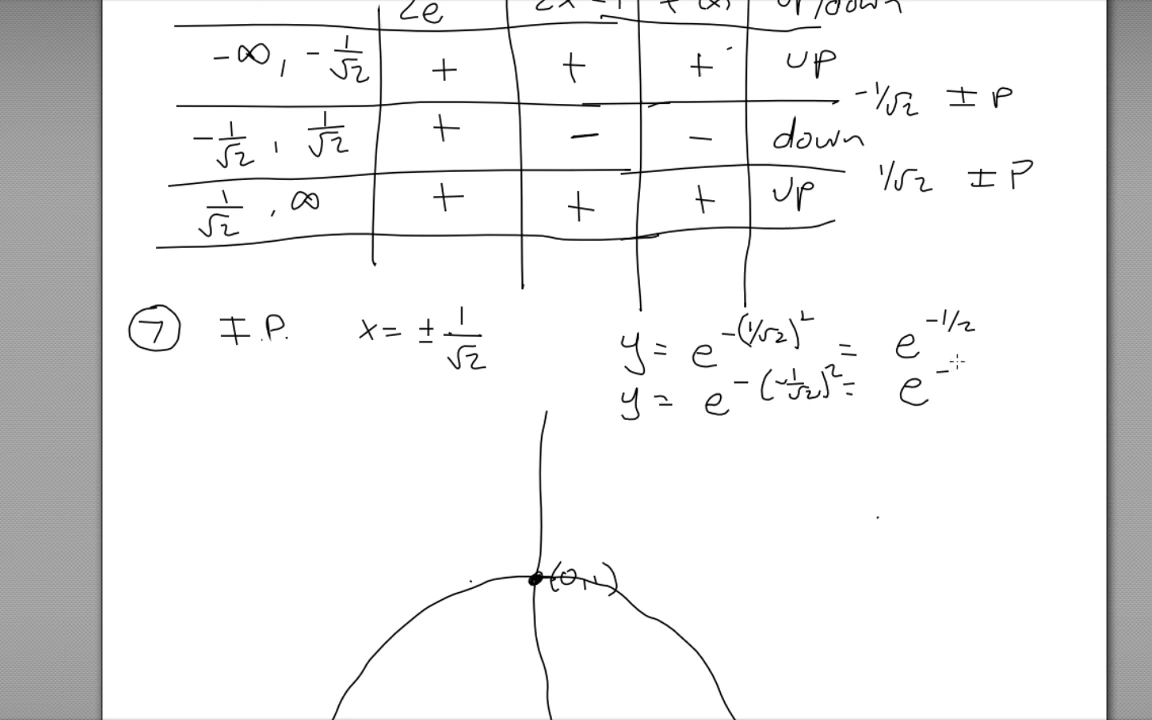 2e
-∞, -1/√2 + + + up
-1/√2 ± P
-1/√2, 1/√2 + - - down
1/√2 ± P
1/√2, ∞ + + + up
⑦ I.P. x = ± 1/√2 y = e^-(1/√2)^2 = e^-1/2
y = e^-(-1/√2)^2 = e^-
(0,1)